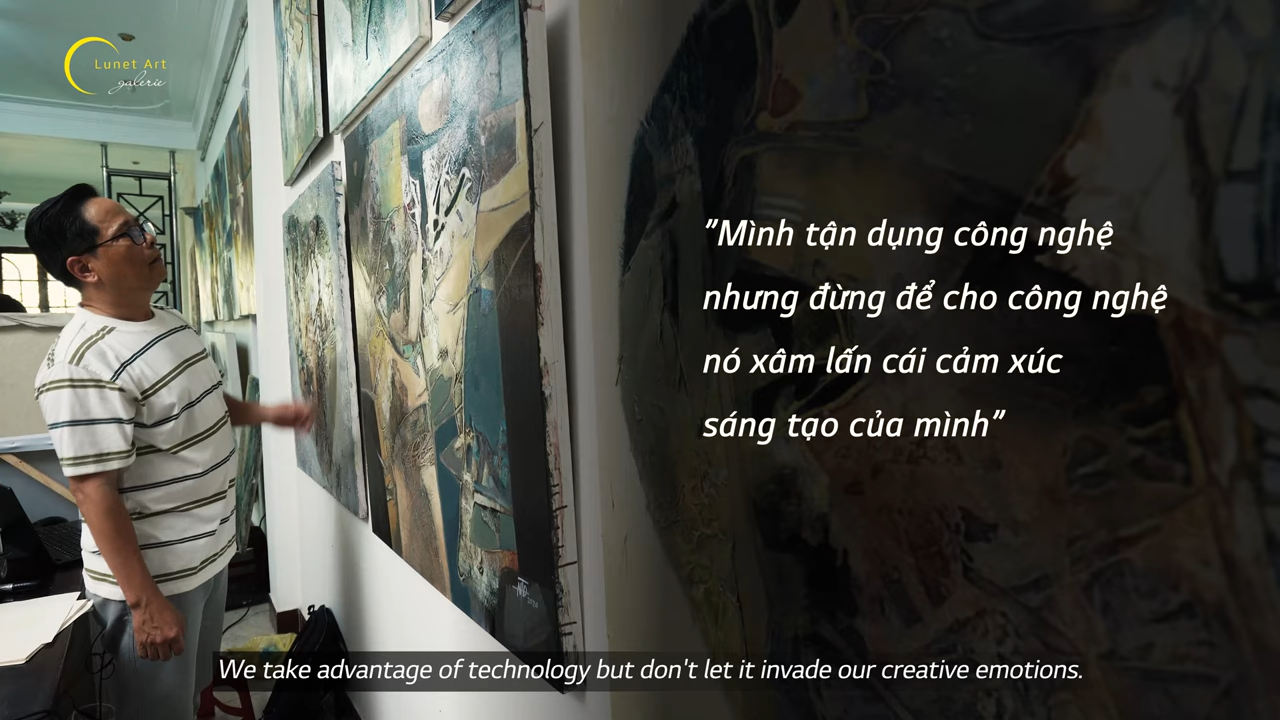 Lunet Art
galerie
"Mình tận dụng công nghệ
nhưng đừng để cho công nghệ
nó xâm lấn cái cảm xúc
sáng tạo của mình"
We take advantage of technology but don't let it invade our creative emotions.